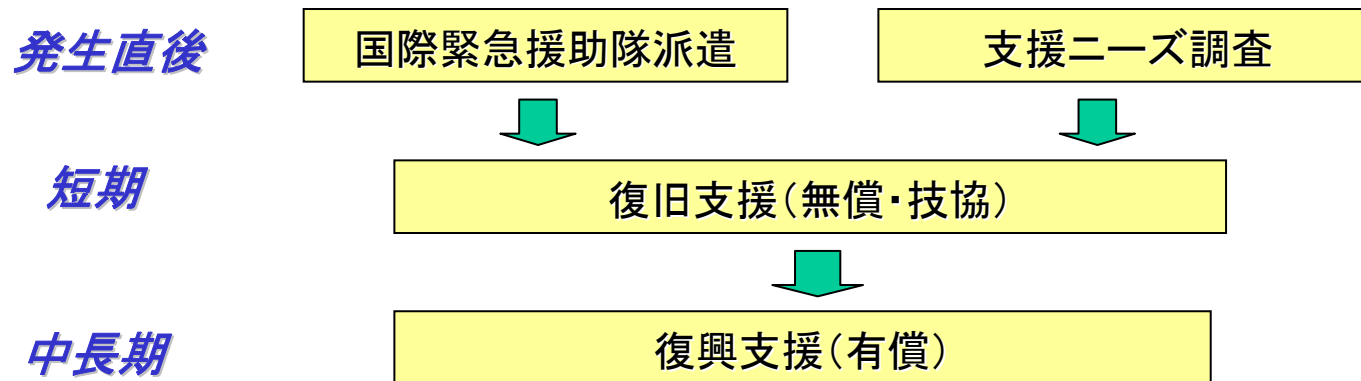 発生直後
国際緊急援助隊派遣
支援ニーズ調査
短期
復旧支援（無償・技協）
中長期
復興支援（有償）